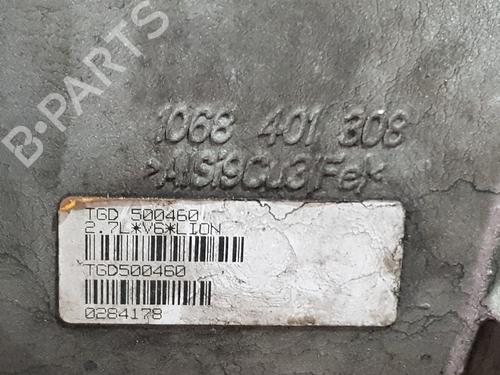 B-PARTS
1068 401 308
>AlSi9Cu3(Fe)<
TGD 500460
2.7L*V6*LION
TGD500460
0284178